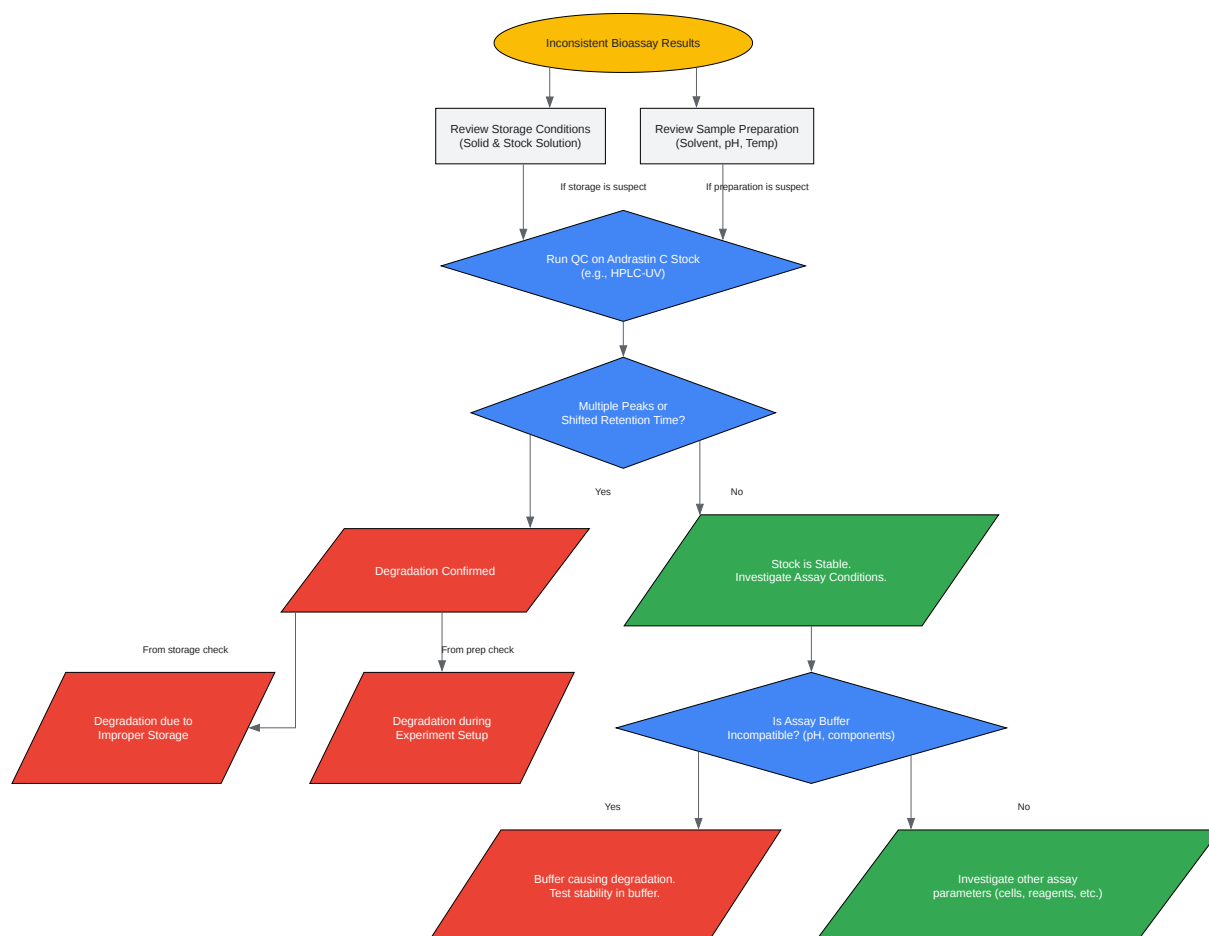 Inconsistent Bioassay Results
Review Storage Conditions
(Solid & Stock Solution)
Review Sample Preparation
(Solvent, pH, Temp)
If storage is suspect
If preparation is suspect
Run QC on Andrastin C Stock
(e.g., HPLC-UV)
Multiple Peaks or
Shifted Retention Time?
Yes
No
Degradation Confirmed
Stock is Stable.
Investigate Assay Conditions.
From storage check
From prep check
Degradation due to
Improper Storage
Degradation during
Experiment Setup
Is Assay Buffer
Incompatible? (pH, components)
Yes
No
Buffer causing degradation.
Test stability in buffer.
Investigate other assay
parameters (cells, reagents, etc.)